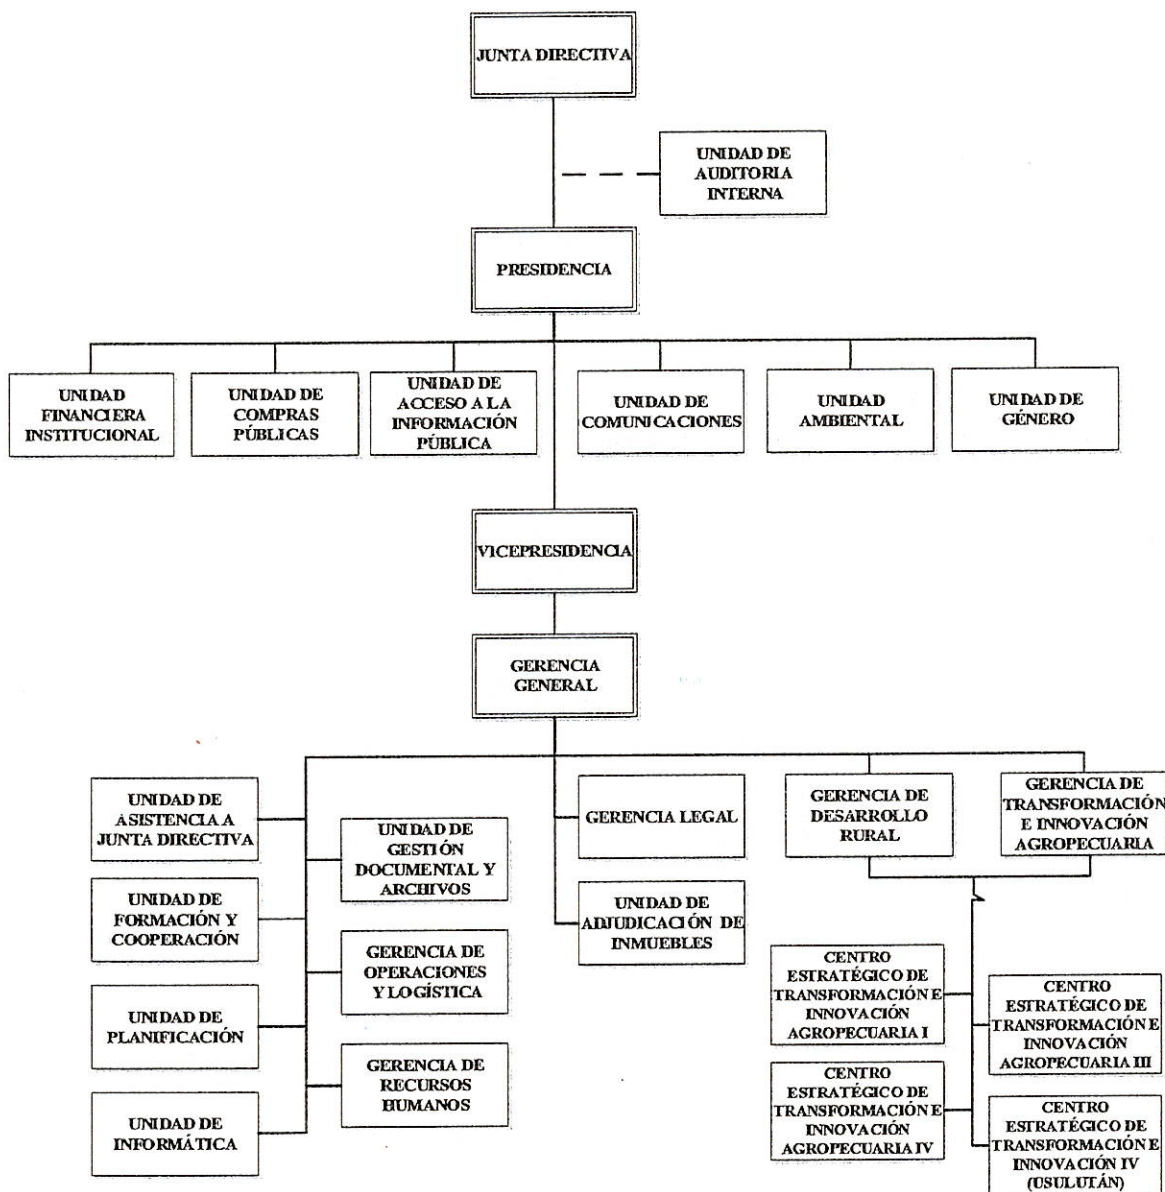 JUNTA DIRECTIVA
UNIDAD DE
AUDITORIA
INTERNA
PRESIDENCIA
UNIDAD
FINANCIERA
INSTITUCIONAL
UNIDAD DE
COMPRAS
PÚBLICAS
UNIDAD DE
ACCESO A LA
INFORMACIÓN
PÚBLICA
UNIDAD DE
COMUNICACIONES
UNIDAD
AMBIENTAL
UNIDAD DE
GÉNERO
VICEPRESIDENCIA
GERENCIA
GENERAL
UNIDAD DE
ASISTENCIA A
JUNTA DIRECTIVA
UNIDAD DE
GESTIÓN
DOCUMENTAL Y
ARCHIVOS
UNIDAD DE
FORMACIÓN Y
COOPERACIÓN
GERENCIA DE
OPERACIONES
Y LOGÍSTICA
UNIDAD DE
PLANIFICACIÓN
GERENCIA DE
RECURSOS
HUMANOS
UNIDAD DE
INFORMÁTICA
GERENCIA LEGAL
UNIDAD DE
ADJUDICACIÓN DE
INMUEBLES
GERENCIA DE
DESARROLLO
RURAL
GERENCIA DE
TRANSFORMACIÓN
E INNOVACIÓN
AGROPECUARIA
CENTRO
ESTRATÉGICO DE
TRANSFORMACIÓN E
INNOVACIÓN
AGROPECUARIA I
CENTRO
ESTRATÉGICO DE
TRANSFORMACIÓN E
INNOVACIÓN
AGROPECUARIA III
CENTRO
ESTRATÉGICO DE
TRANSFORMACIÓN E
INNOVACIÓN
AGROPECUARIA IV
CENTRO
ESTRATÉGICO DE
TRANSFORMACIÓN E
INNOVACIÓN IV
(USULUTÁN)